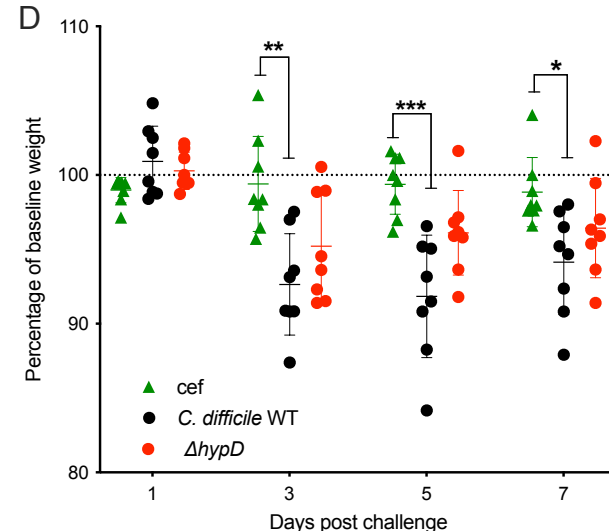 D
110
100
90
80
Percentage of baseline weight
**
***
*
cef
C. difficile WT
ΔhypD
1 3 5 7
Days post challenge